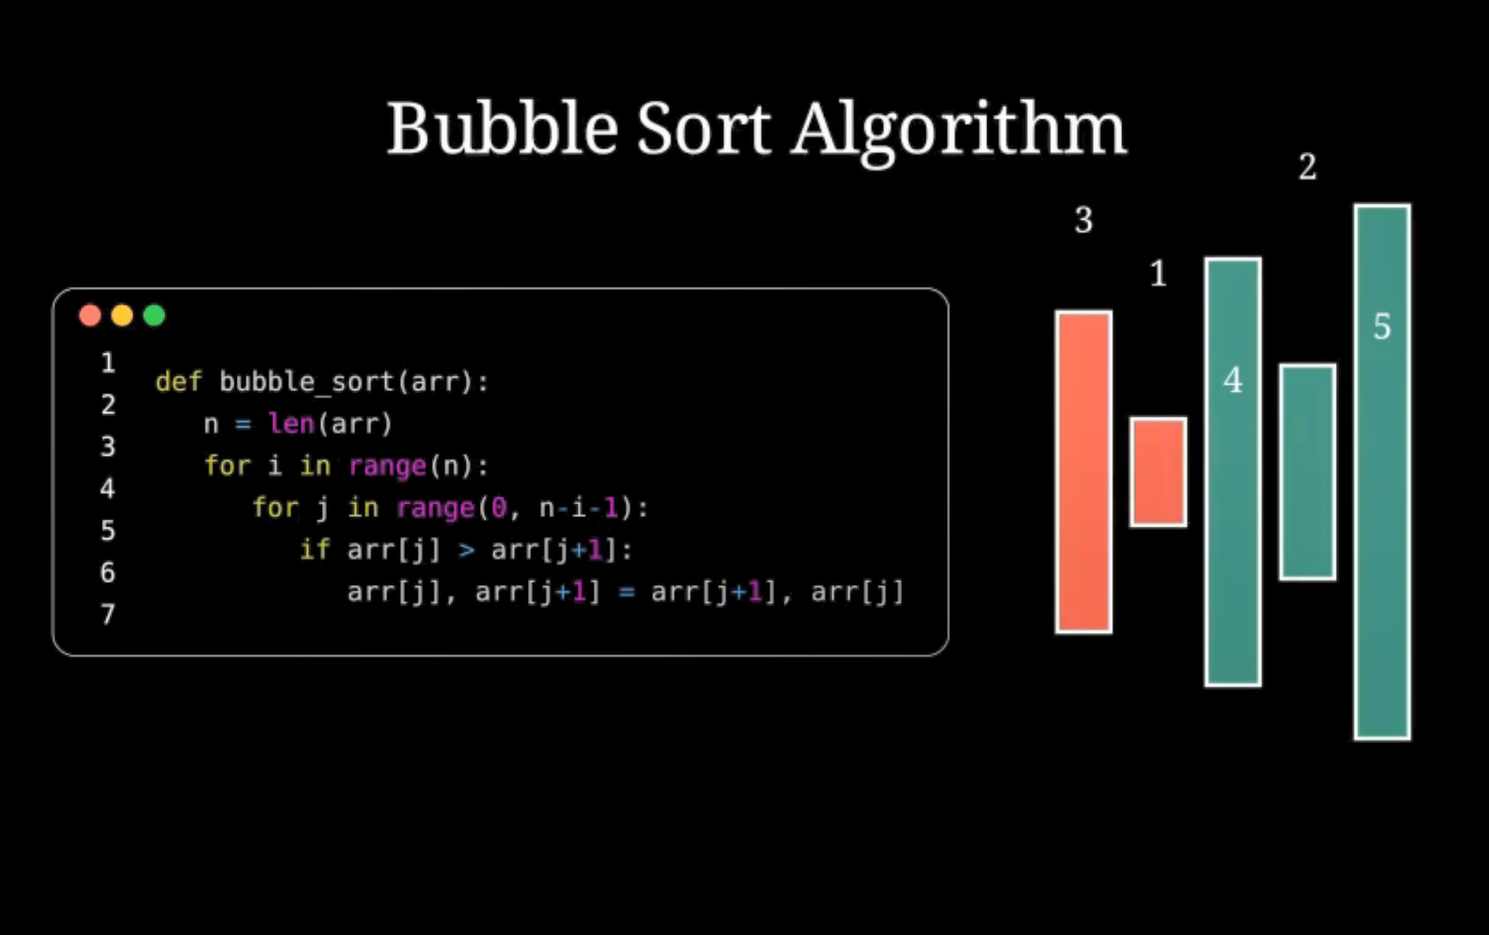 Bubble Sort Algorithm
1
2
3
4
5
6
7
def bubble_sort(arr):
n = len(arr)
for i in range(n):
for j in range(0, n-i-1):
if arr[j] > arr[j+1]:
arr[j], arr[j+1] = arr[j+1], arr[j]
3
1
4
2
5